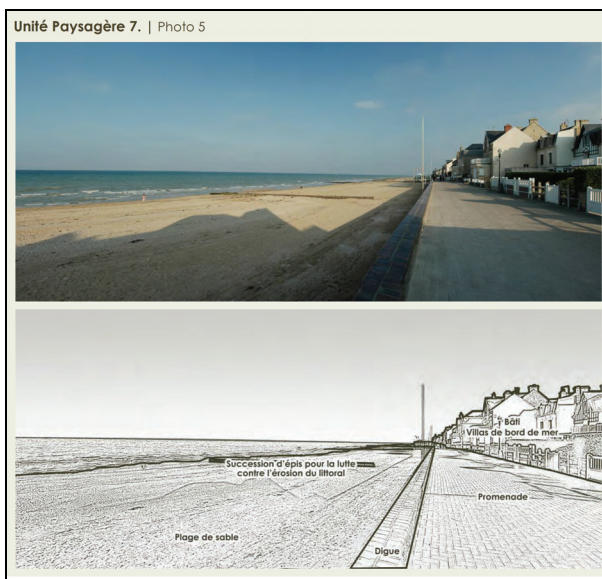 Unité Paysagère 7. | Photo 5
Bâti
Villas de bord de mer
Succession d'épis pour la lutte
contre l'érosion du littoral
Promenade
Plage de sable
Digue